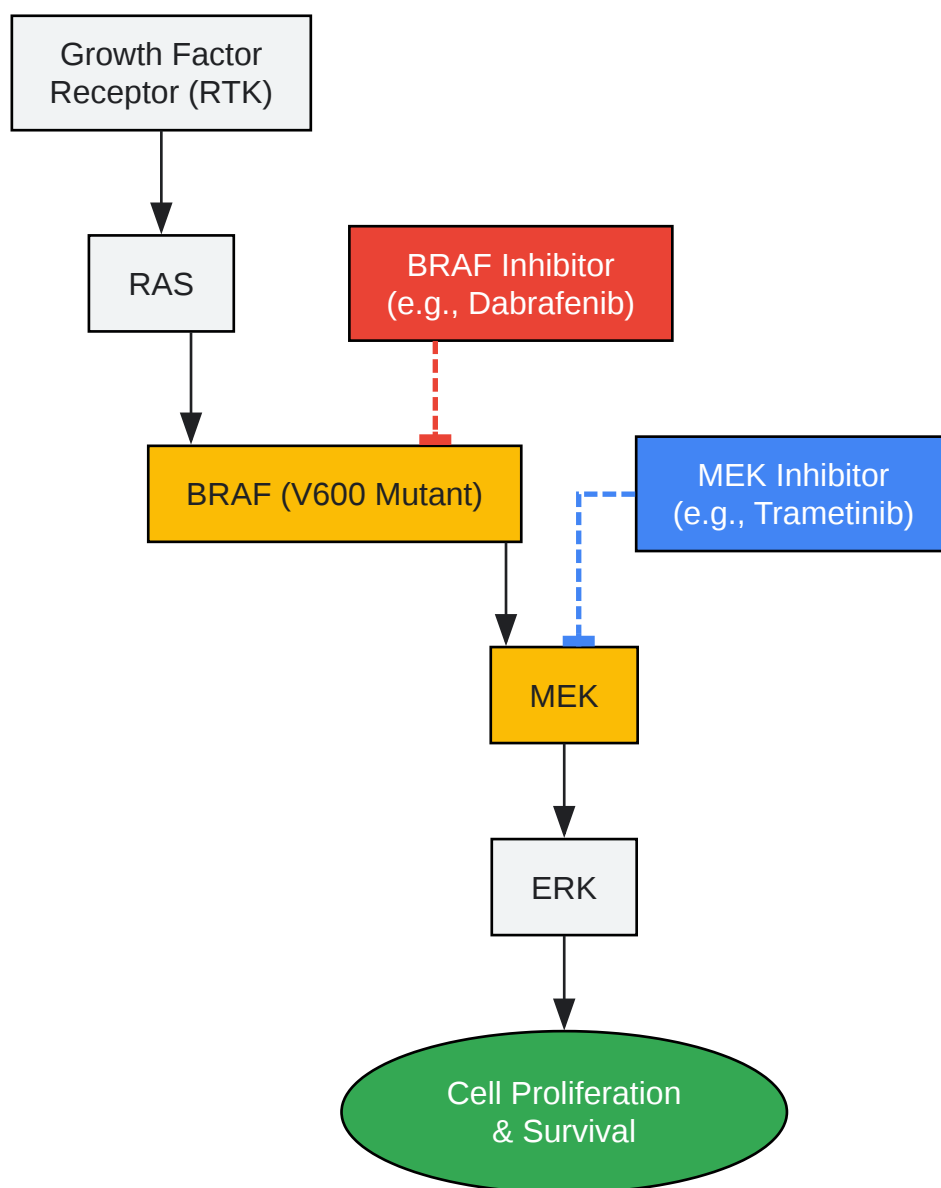 Growth Factor
Receptor (RTK)
RAS
BRAF Inhibitor
(e.g., Dabrafenib)
BRAF (V600 Mutant)
MEK Inhibitor
(e.g., Trametinib)
MEK
ERK
Cell Proliferation
& Survival